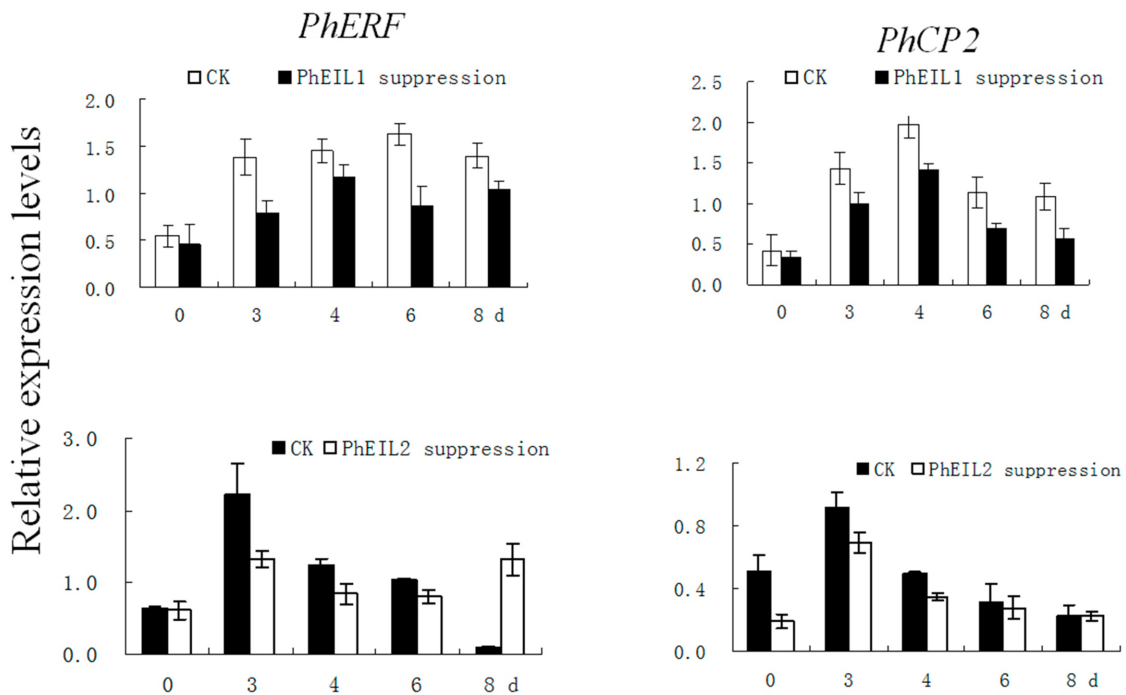 PhERF
CK PhEIL1 suppression
2.0
1.5
1.0
0.5
0.0
0 3 4 6 8 d
PhCP2
CK PhEIL1 suppression
2.5
2.0
1.5
1.0
0.5
0.0
0 3 4 6 8 d
Relative expression levels
CK PhEIL2 suppression
3.0
2.0
1.0
0.0
0 3 4 6 8 d
CK PhEIL2 suppression
1.2
0.8
0.4
0.0
0 3 4 6 8 d